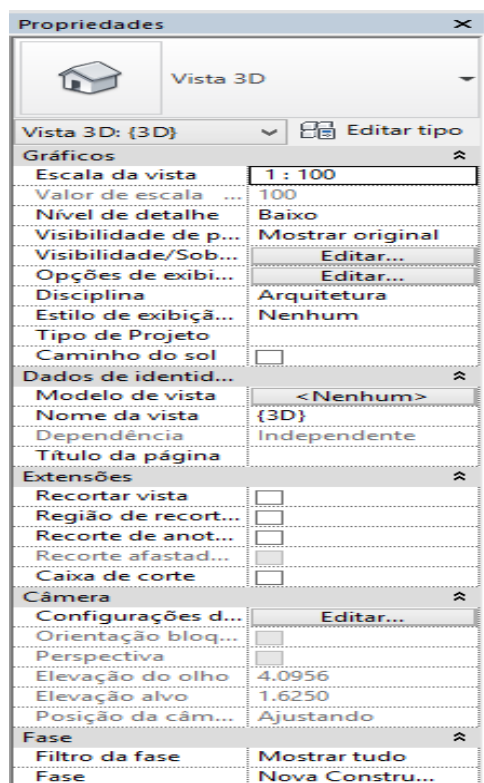 Propriedades
Vista 3D
Vista 3D: {3D} Editar tipo
Gráficos
Escala da vista 1 : 100
Valor de escala ... 100
Nível de detalhe Baixo
Visibilidade de p... Mostrar original
Visibilidade/Sob... Editar...
Opções de exibi... Editar...
Disciplina Arquitetura
Estilo de exibiçã... Nenhum
Tipo de Projeto
Caminho do sol
Dados de identid...
Modelo de vista <Nenhum>
Nome da vista {3D}
Dependência Independente
Título da página
Extensões
Recortar vista
Região de recort...
Recorte de anot...
Recorte afastad...
Caixa de corte
Câmera
Configurações d... Editar...
Orientação bloq...
Perspectiva
Elevação do olho 4.0956
Elevação alvo 1.6250
Posição da câm... Ajustando
Fase
Filtro da fase Mostrar tudo
Fase Nova Constru...